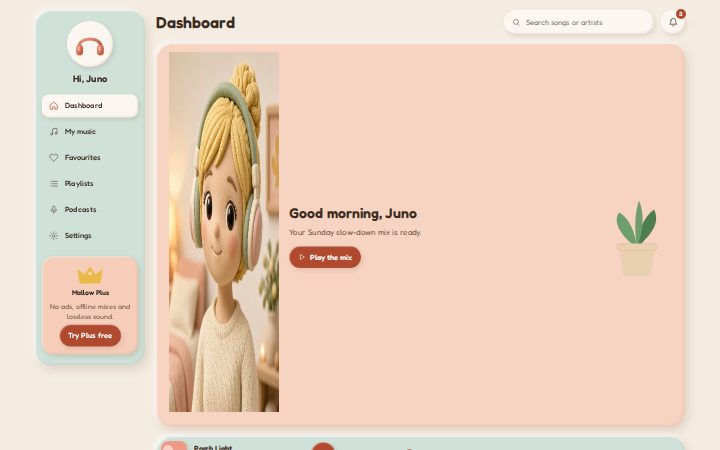 Dashboard
Search songs or artists
3
Hi, Juno
Dashboard
My music
Favourites
Playlists
Podcasts
Settings
Mallow Plus
No ads, offline mixes and
lossless sound.
Try Plus free
Good morning, Juno
Your Sunday slow-down mix is ready.
Play the mix
Porch Light